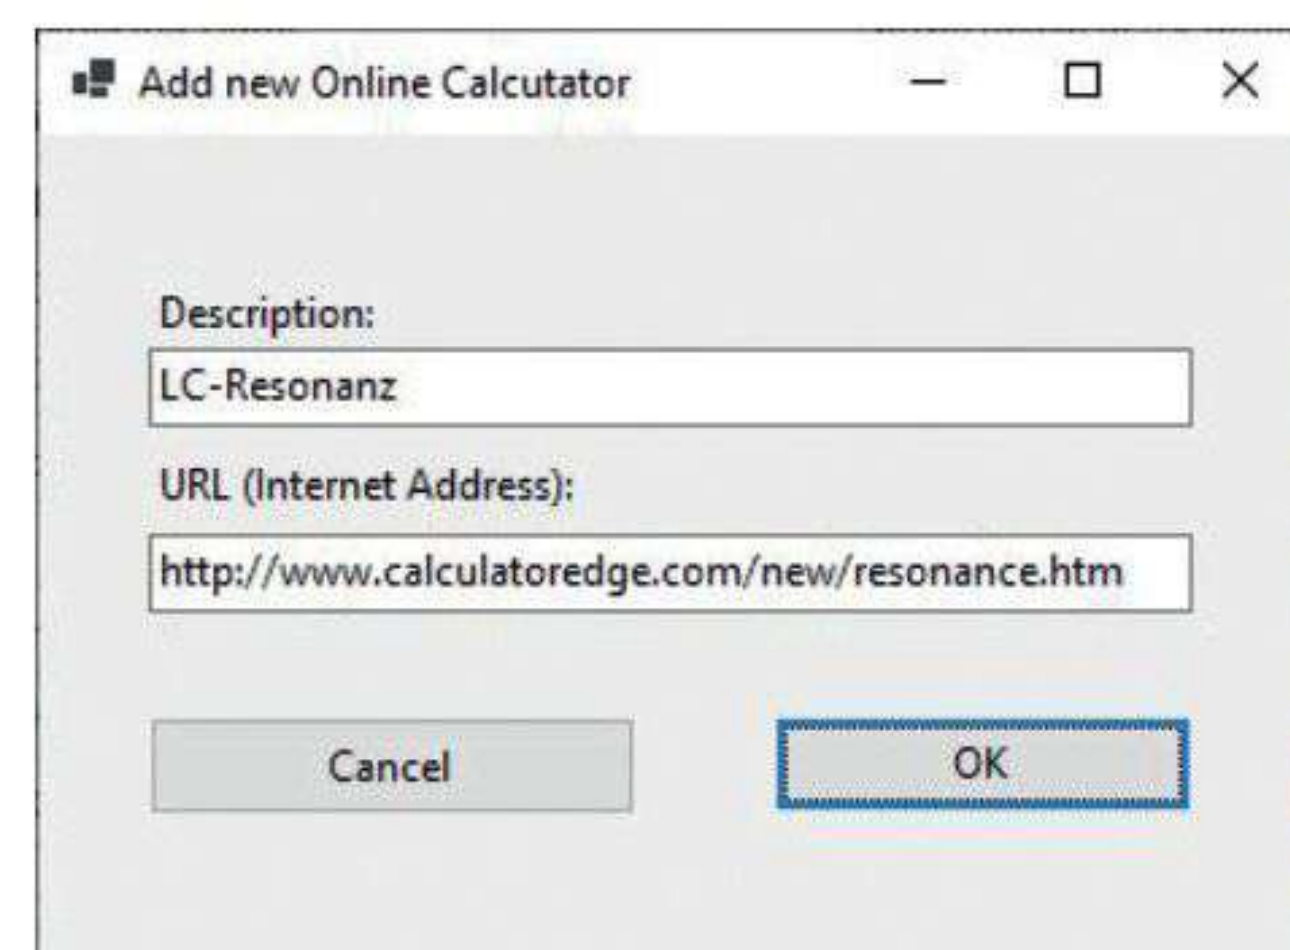 Add new Online Calcutator
Description:
LC-Resonanz
URL (Internet Address):
http://www.calculatoredge.com/new/resonance.htm
Cancel
OK